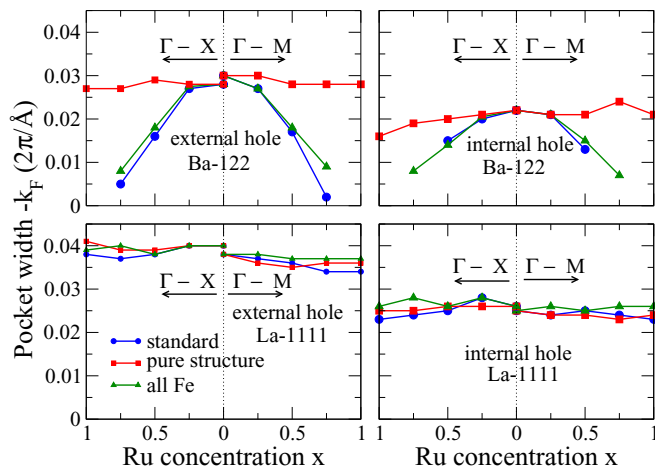 Pocket width -k_F (2π/Å)
0.04
0.03
0.02
0.01
0
Γ − X Γ − M
external hole
Ba-122
Γ − X Γ − M
internal hole
Ba-122
0.04
0.03
0.02
0.01
0
Γ − X Γ − M
external hole
La-1111
standard
pure structure
all Fe
Γ − X Γ − M
internal hole
La-1111
1 0.5 0 0.5 1
1 0.5 0 0.5 1
Ru concentration x
Ru concentration x